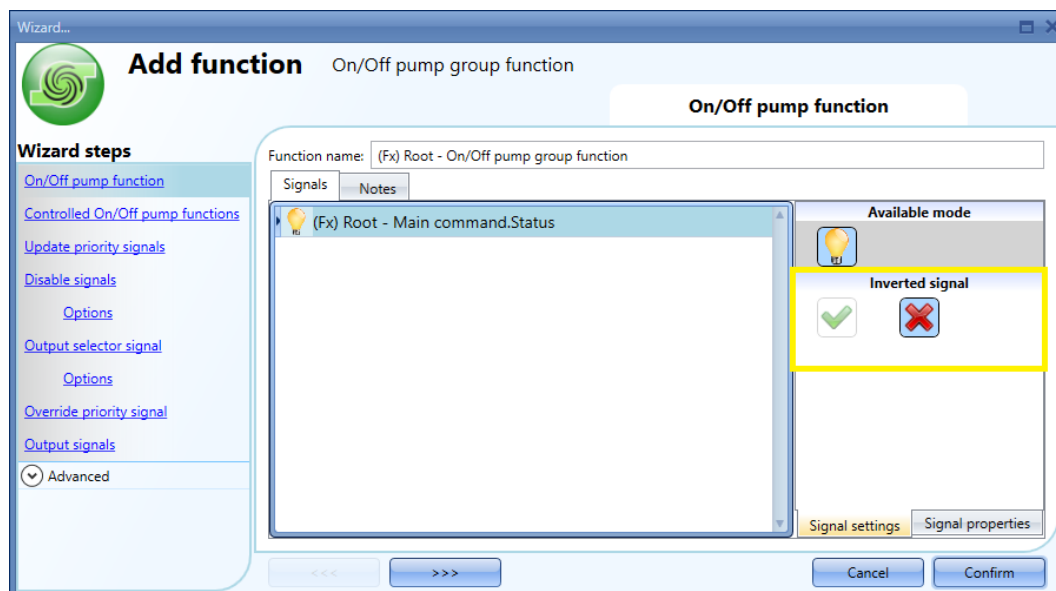 Wizard...
Add function On/Off pump group function
On/Off pump function
Wizard steps
On/Off pump function
Controlled On/Off pump functions
Update priority signals
Disable signals
Options
Output selector signal
Options
Override priority signal
Output signals
Advanced
Function name: (Fx) Root - On/Off pump group function
Signals Notes
(Fx) Root - Main command.Status
Available mode
Inverted signal
Signal settings Signal properties
<<< >>> Cancel Confirm